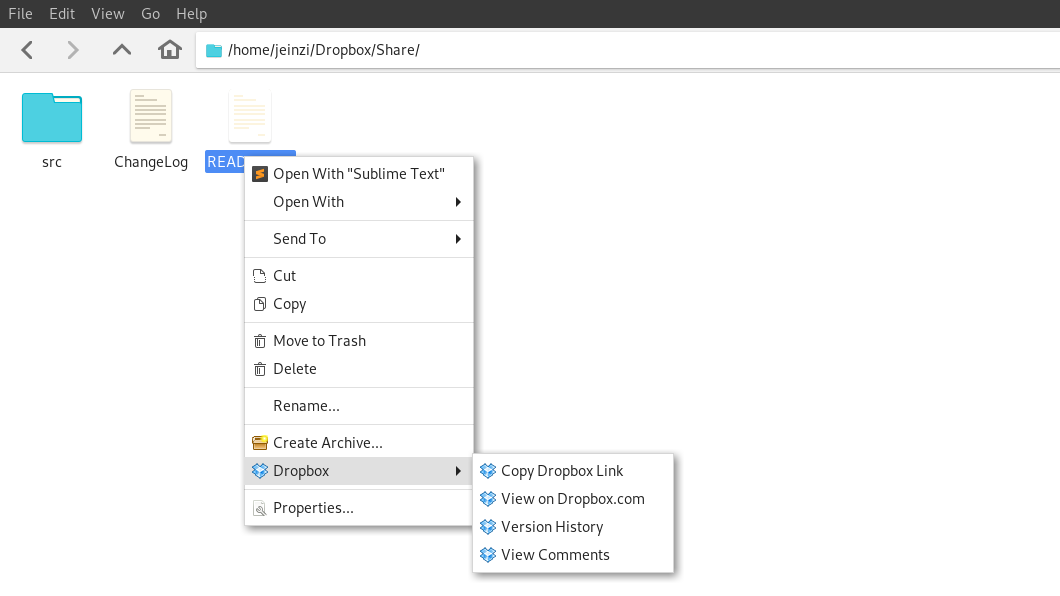 File Edit View Go Help
/home/jeinzi/Dropbox/Share/
src ChangeLog
Open With "Sublime Text"
Open With
Send To
Cut
Copy
Move to Trash
Delete
Rename...
Create Archive...
Dropbox
Properties...
Copy Dropbox Link
View on Dropbox.com
Version History
View Comments